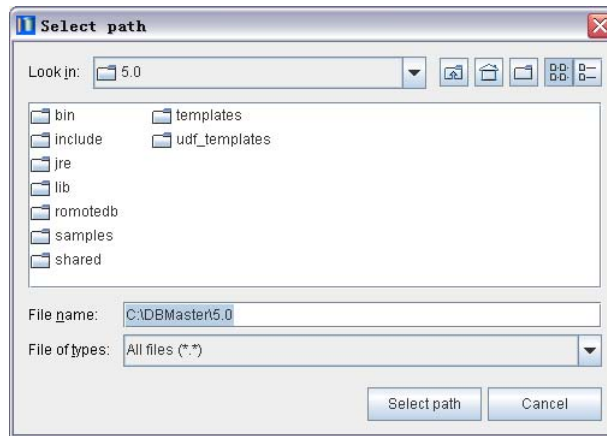 Select path
Look in: 5.0
bin templates
include udf_templates
jre
lib
romotedb
samples
shared
File name: C:\DBMaster\5.0
File of types: All files (*.*)
Select path Cancel